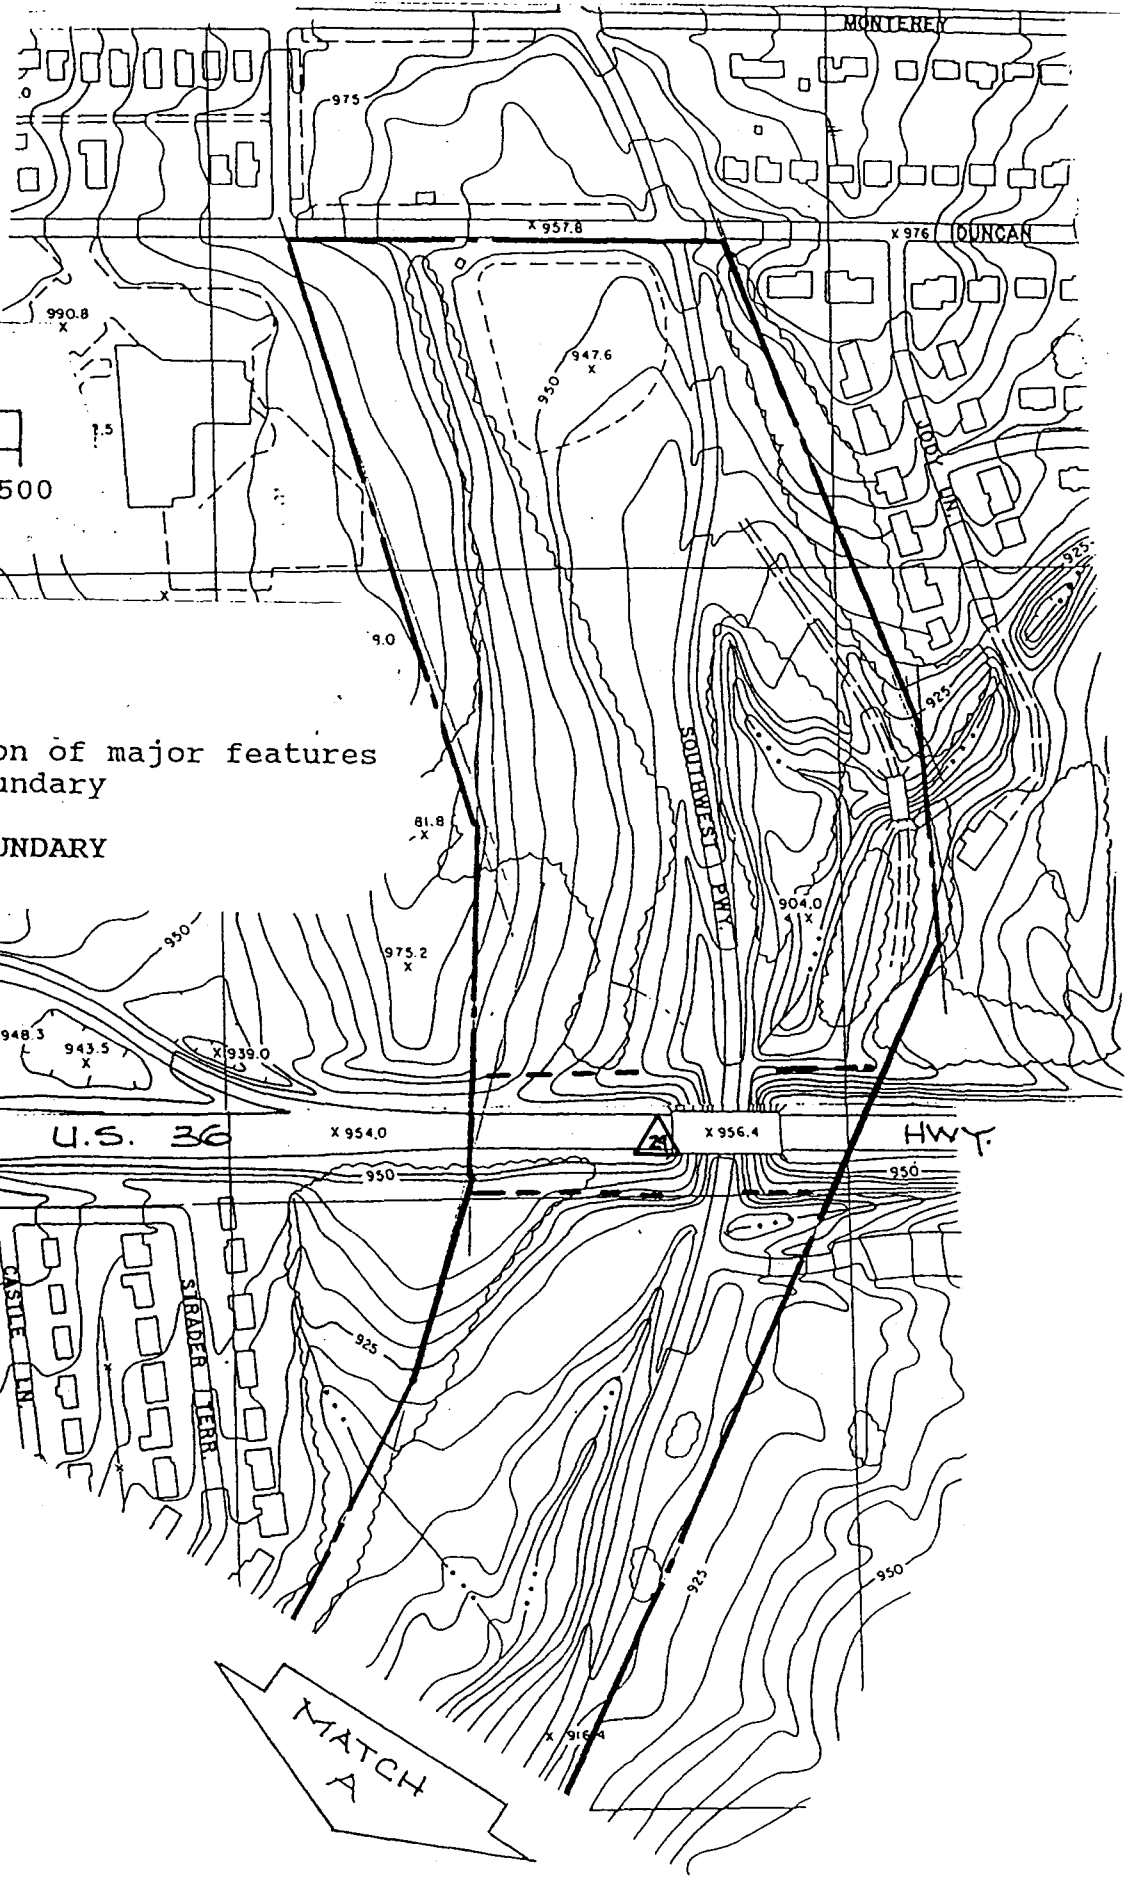 MONTEREY
975
X 957.8
X 976
DUNCAN
990.8
X
947.6
X
950
JODY LN.
500
925
9.0
925
on of major features
undary
SOUTHWEST PWY.
81.8
X
UNDARY
904.0
X
950
975.2
X
948.3
943.5
X
X 939.0
U.S. 36
X 954.0
29
X 956.4
HWY.
950
950
CASTLE LN.
STRADER TERR.
925
925
950
X 916.4
MATCH
A